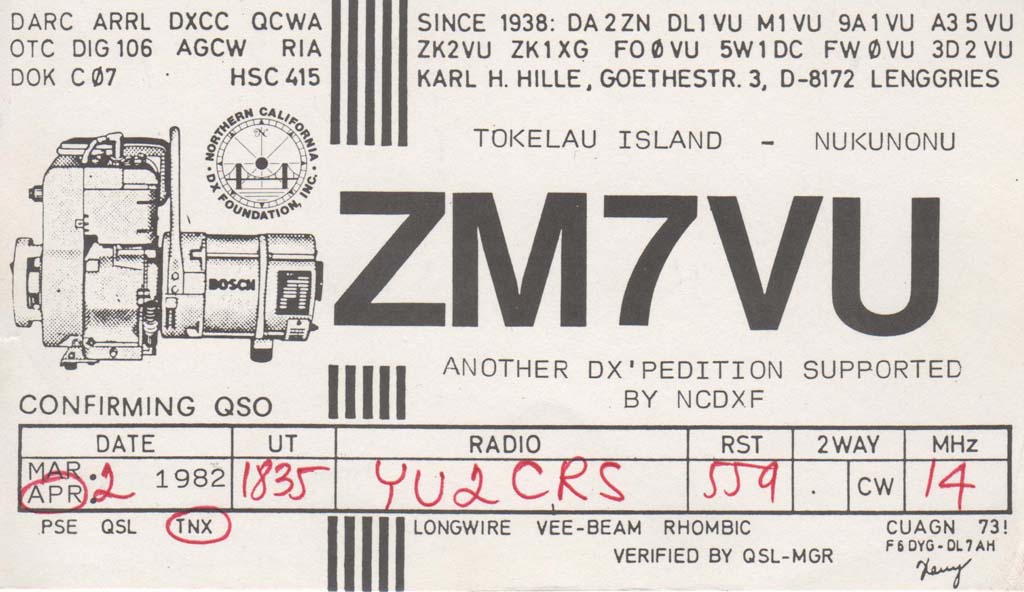 DARC ARRL DXCC QCWA
OTC DIG 106 AGCW RIA
DOK CØ7 HSC 415
SINCE 1938: DA2ZN DL1VU M1VU 9A1VU A35VU
ZK2VU ZK1XG FOØVU 5W1DC FWØVU 3D2VU
KARL H. HILLE, GOETHESTR. 3, D-8172 LENGGRIES
NORTHERN CALIFORNIA
• DX FOUNDATION, INC. •
N
TOKELAU ISLAND - NUKUNONU
BOSCH
ZM7VU
ANOTHER DX'PEDITION SUPPORTED
BY NCDXF
CONFIRMING QSO
DATE UT RADIO RST 2WAY MHz
MAR.
APR. 2 1982 1835 YU2CRS 559 . CW 14
PSE QSL TNX LONGWIRE VEE-BEAM RHOMBIC CUAGN 73!
F6DYG-DL7AH
VERIFIED BY QSL-MGR